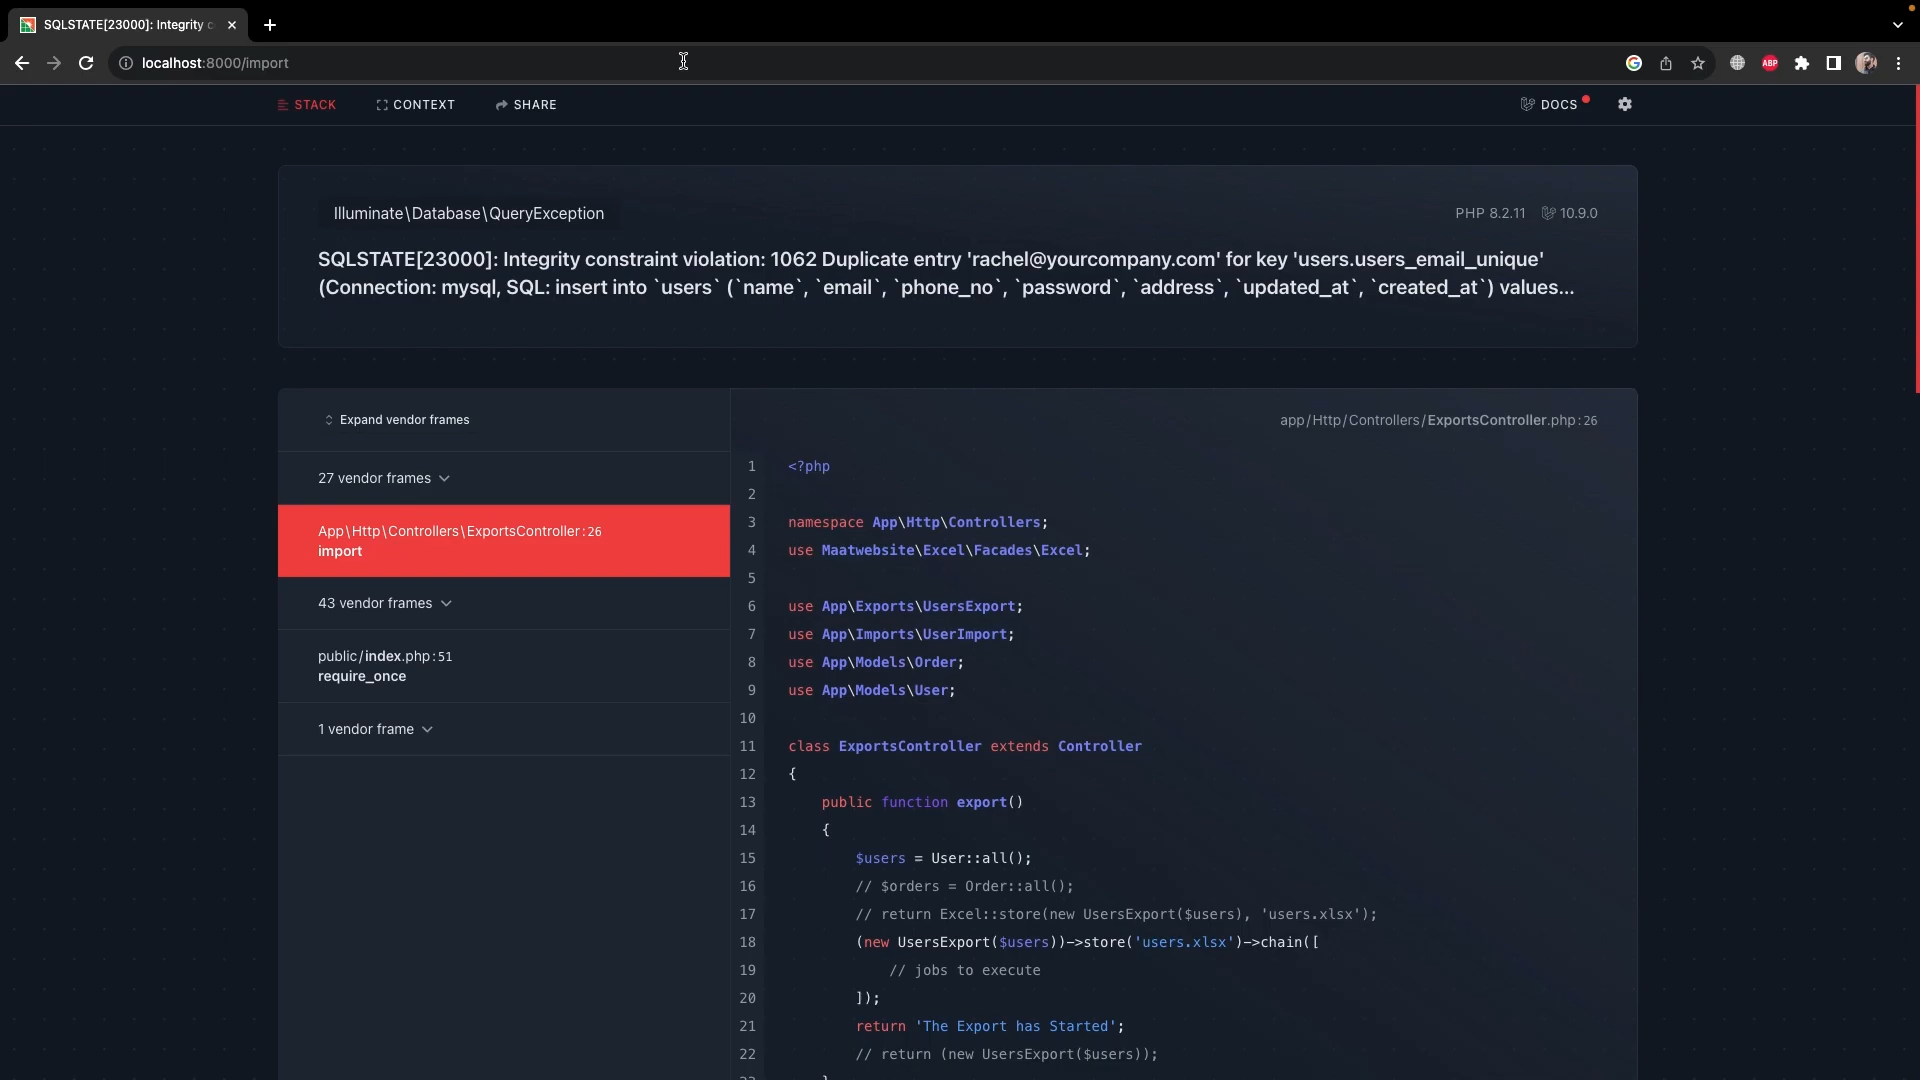 SQLSTATE[23000]: Integrity c
localhost:8000/import
ABP
STACK
CONTEXT
SHARE
DOCS
Illuminate\Database\QueryException
PHP 8.2.11
10.9.0
SQLSTATE[23000]: Integrity constraint violation: 1062 Duplicate entry 'rachel@yourcompany.com' for key 'users.users_email_unique'
(Connection: mysql, SQL: insert into `users` (`name`, `email`, `phone_no`, `password`, `address`, `updated_at`, `created_at`) values...
Expand vendor frames
27 vendor frames
App\Http\Controllers\ExportsController:26
import
43 vendor frames
public/index.php:51
require_once
1 vendor frame
app/Http/Controllers/ExportsController.php:26
1 <?php
2
3 namespace App\Http\Controllers;
4 use Maatwebsite\Excel\Facades\Excel;
5
6 use App\Exports\UsersExport;
7 use App\Imports\UserImport;
8 use App\Models\Order;
9 use App\Models\User;
10
11 class ExportsController extends Controller
12 {
13 public function export()
14 {
15 $users = User::all();
16 // $orders = Order::all();
17 // return Excel::store(new UsersExport($users), 'users.xlsx');
18 (new UsersExport($users))->store('users.xlsx')->chain([
19 // jobs to execute
20 ]);
21 return 'The Export has Started';
22 // return (new UsersExport($users));